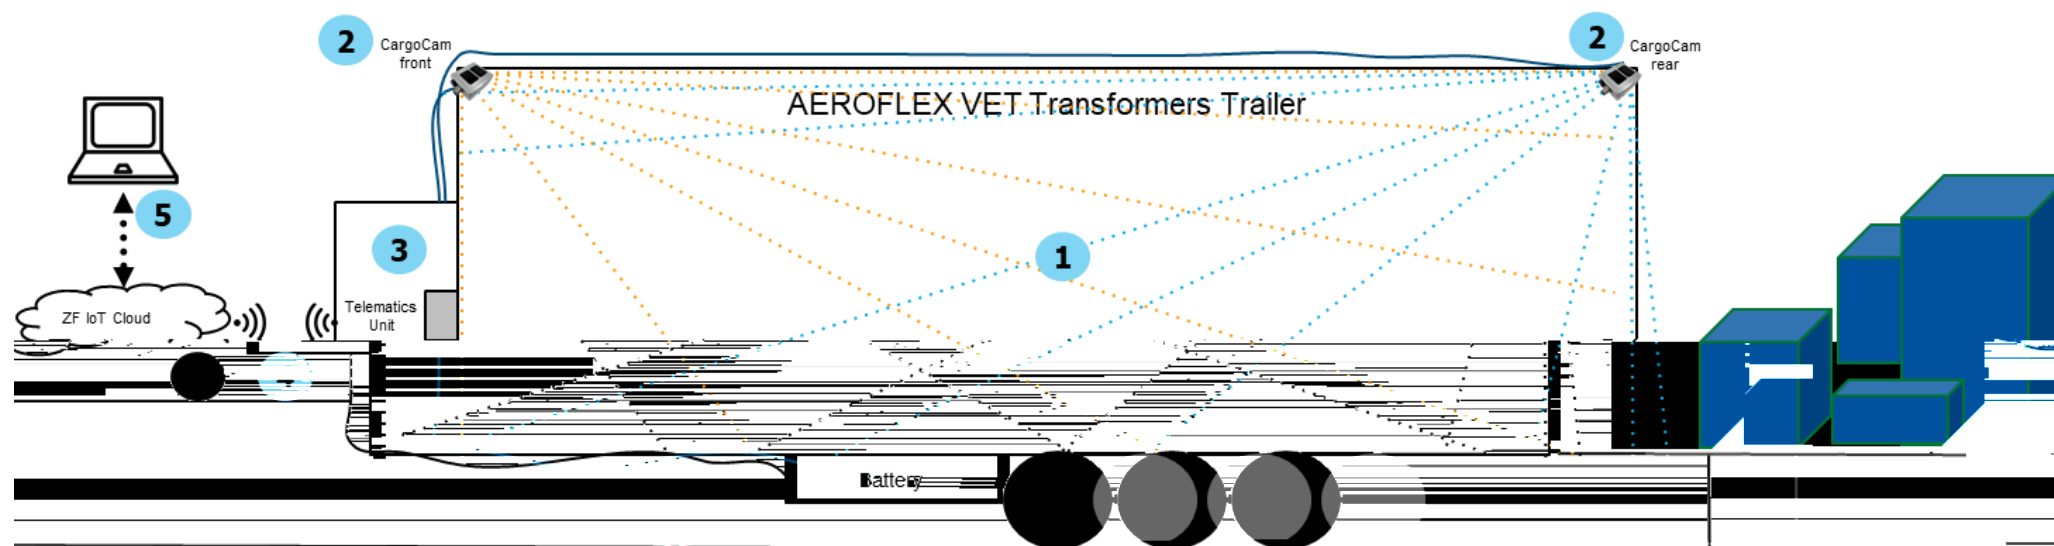 2
CargoCam
front
2
CargoCam
rear
AEROFLEX VET Transformers Trailer
5
3
1
Telematics
Unit
ZF IoT Cloud
Battery